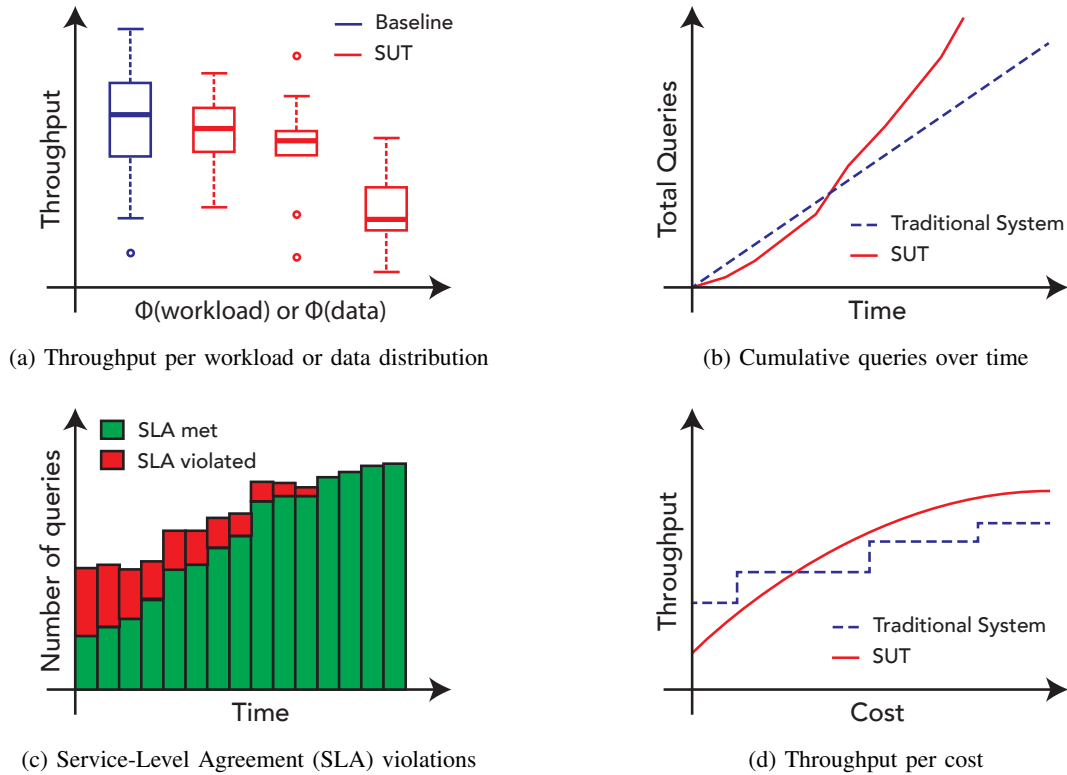 Baseline
SUT
Throughput
Φ(workload) or Φ(data)
(a) Throughput per workload or data distribution
Total Queries
Traditional System
SUT
Time
(b) Cumulative queries over time
SLA met
SLA violated
Number of queries
Time
(c) Service-Level Agreement (SLA) violations
Throughput
Traditional System
SUT
Cost
(d) Throughput per cost